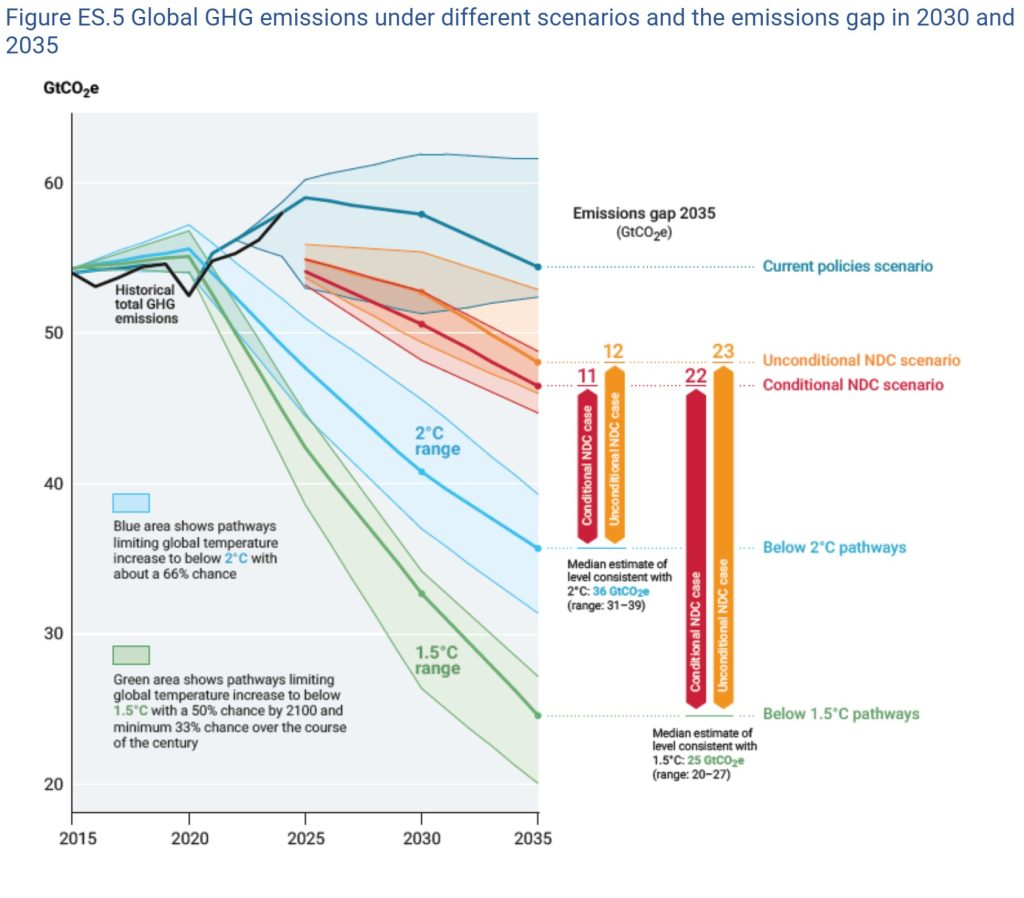 Figure ES.5 Global GHG emissions under different scenarios and the emissions gap in 2030 and
2035
GtCO₂e
60
50
40
30
20
2015
2020
2025
2030
2035
Historical
total GHG
emissions
2°C
range
1.5°C
range
Blue area shows pathways
limiting global temperature
increase to below 2°C with
about a 66% chance
Green area shows pathways limiting
global temperature increase to below
1.5°C with a 50% chance by 2100 and
minimum 33% chance over the course
of the century
Emissions gap 2035
(GtCO₂e)
Current policies scenario
Unconditional NDC scenario
Conditional NDC scenario
Below 2°C pathways
Below 1.5°C pathways
11
12
22
23
Conditional NDC case
Unconditional NDC case
Conditional NDC case
Unconditional NDC case
Median estimate of
level consistent with
2°C: 36 GtCO₂e
(range: 31–39)
Median estimate of
level consistent with
1.5°C: 25 GtCO₂e
(range: 20–27)